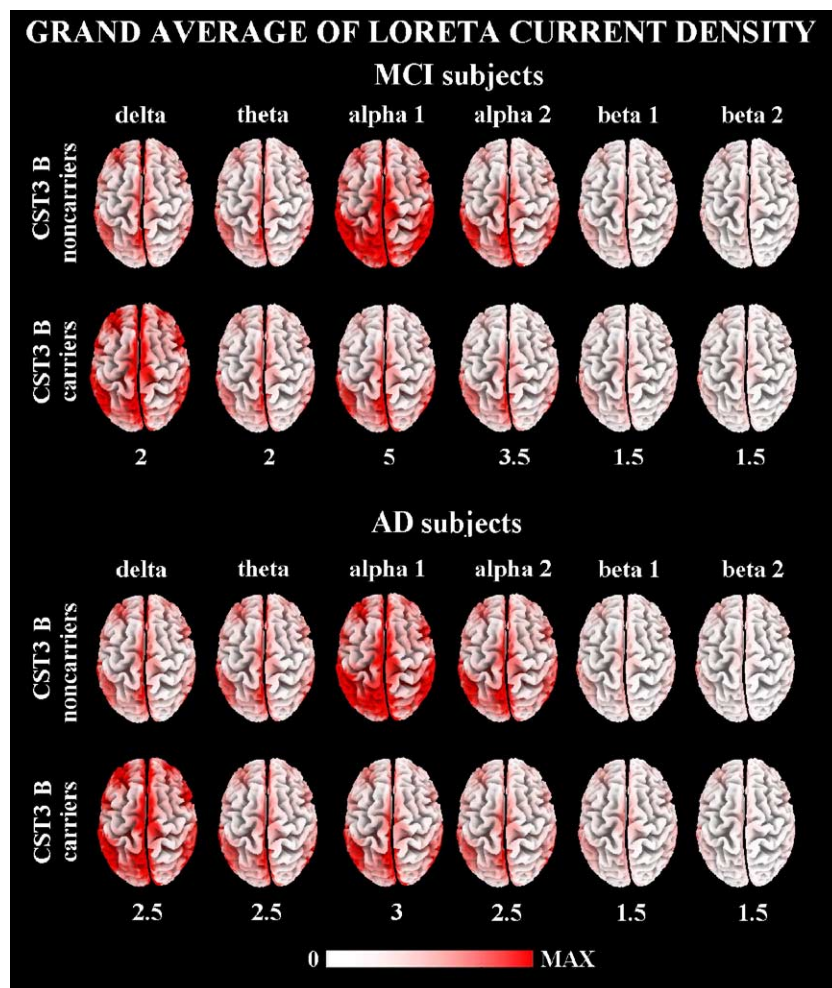 GRAND AVERAGE OF LORETA CURRENT DENSITY
MCI subjects
delta theta alpha 1 alpha 2 beta 1 beta 2
CST3 B
noncarriers
CST3 B
carriers
2 2 5 3.5 1.5 1.5
AD subjects
delta theta alpha 1 alpha 2 beta 1 beta 2
CST3 B
noncarriers
CST3 B
carriers
2.5 2.5 3 2.5 1.5 1.5
0 MAX